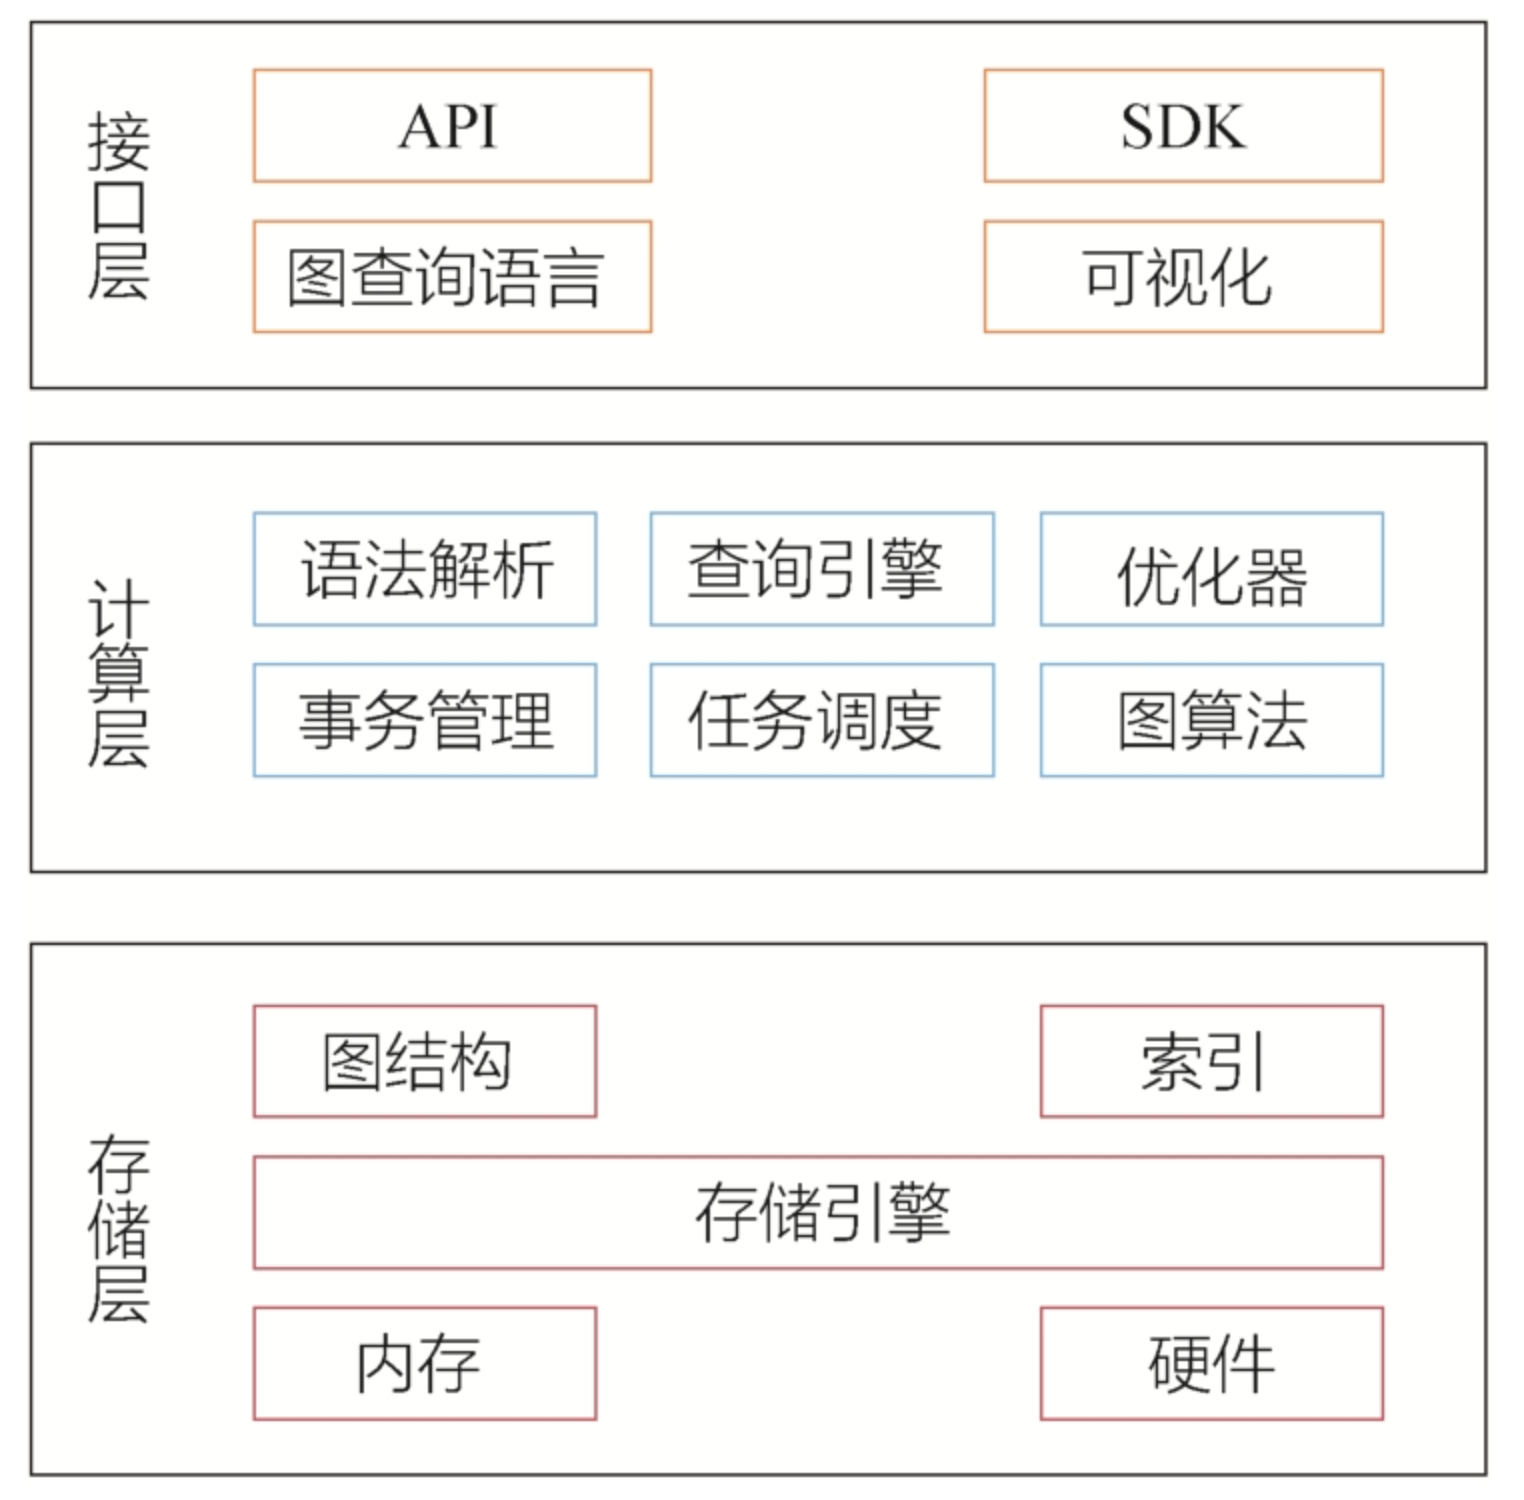 接口层
API
SDK
图查询语言
可视化
计算层
语法解析
查询引擎
优化器
事务管理
任务调度
图算法
存储层
图结构
索引
存储引擎
内存
硬件